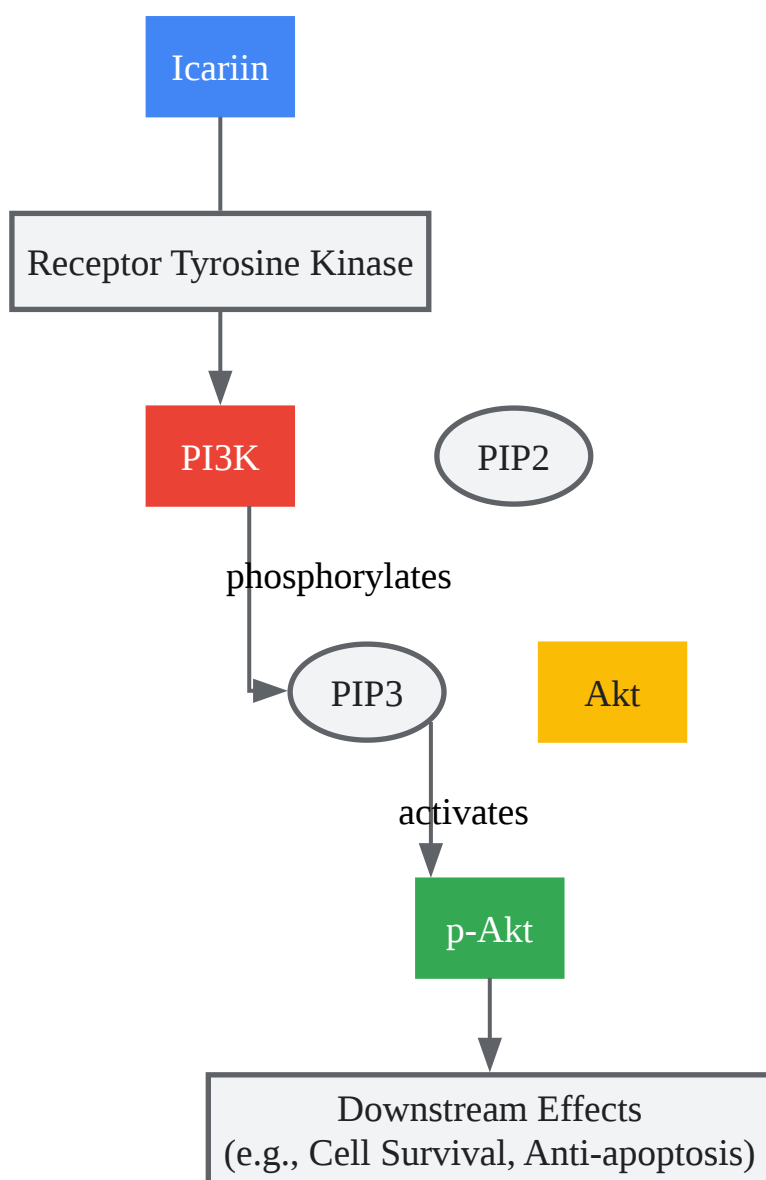 Icariin
Receptor Tyrosine Kinase
PI3K
PIP2
phosphorylates
PIP3
Akt
activates
p-Akt
Downstream Effects
(e.g., Cell Survival, Anti-apoptosis)